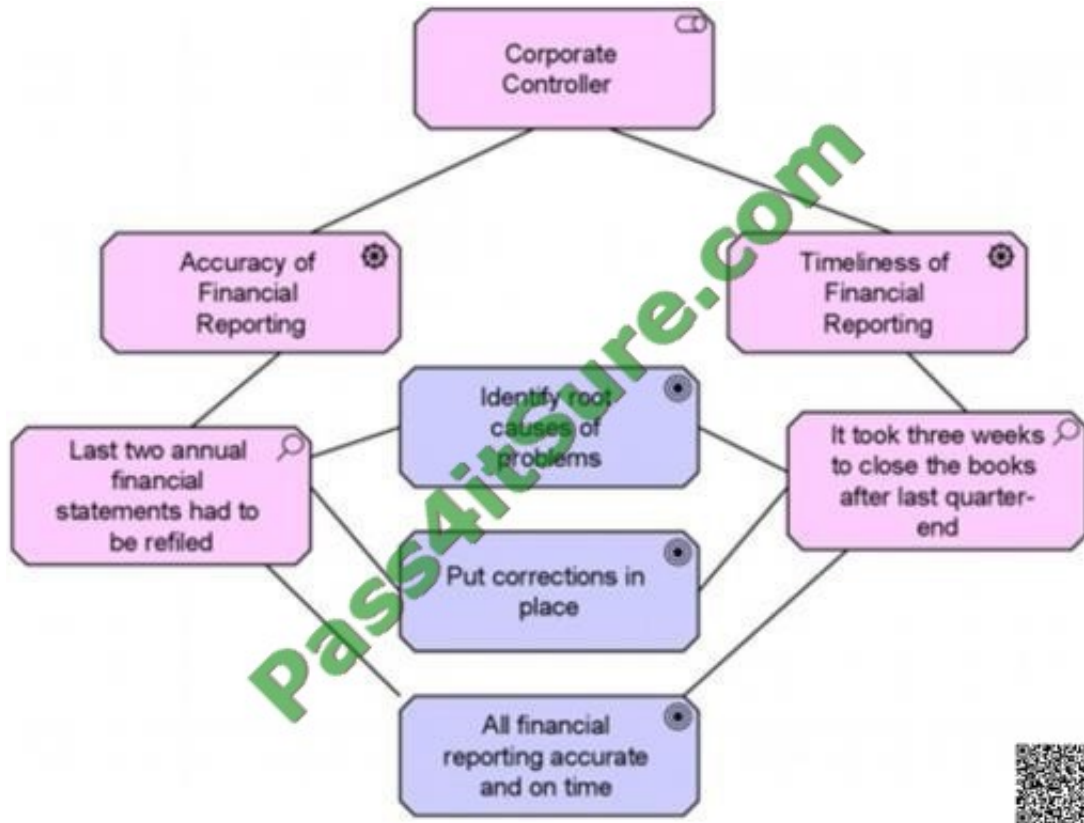 Corporate
Controller
Accuracy of
Financial
Reporting
Timeliness of
Financial
Reporting
Identify root
causes of
problems
Last two annual
financial
statements had to
be refiled
It took three weeks
to close the books
after last quarter-
end
Put corrections in
place
All financial
reporting accurate
and on time
Pass4itSure.com